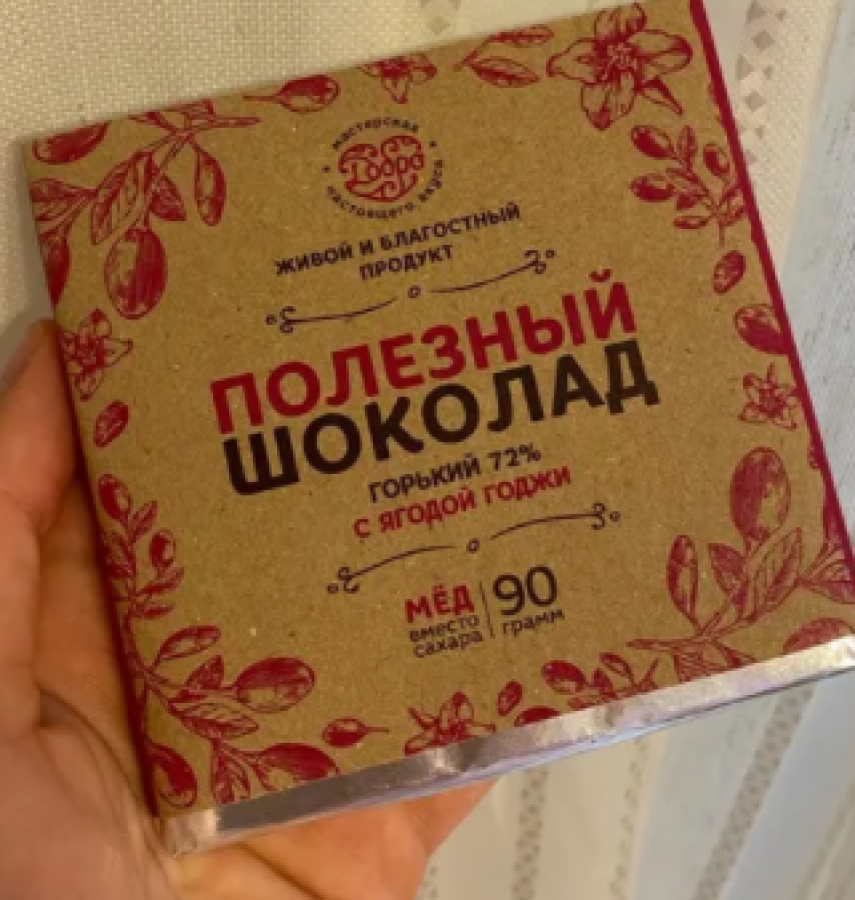 мастерская
Добро
настоящего вкуса
ЖИВОЙ И БЛАГОСТНЫЙ
ПРОДУКТ
ПОЛЕЗНЫЙ
ШОКОЛАД
ГОРЬКИЙ 72%
С ЯГОДОЙ ГОДЖИ
МЁД
вместо
сахара
90
грамм